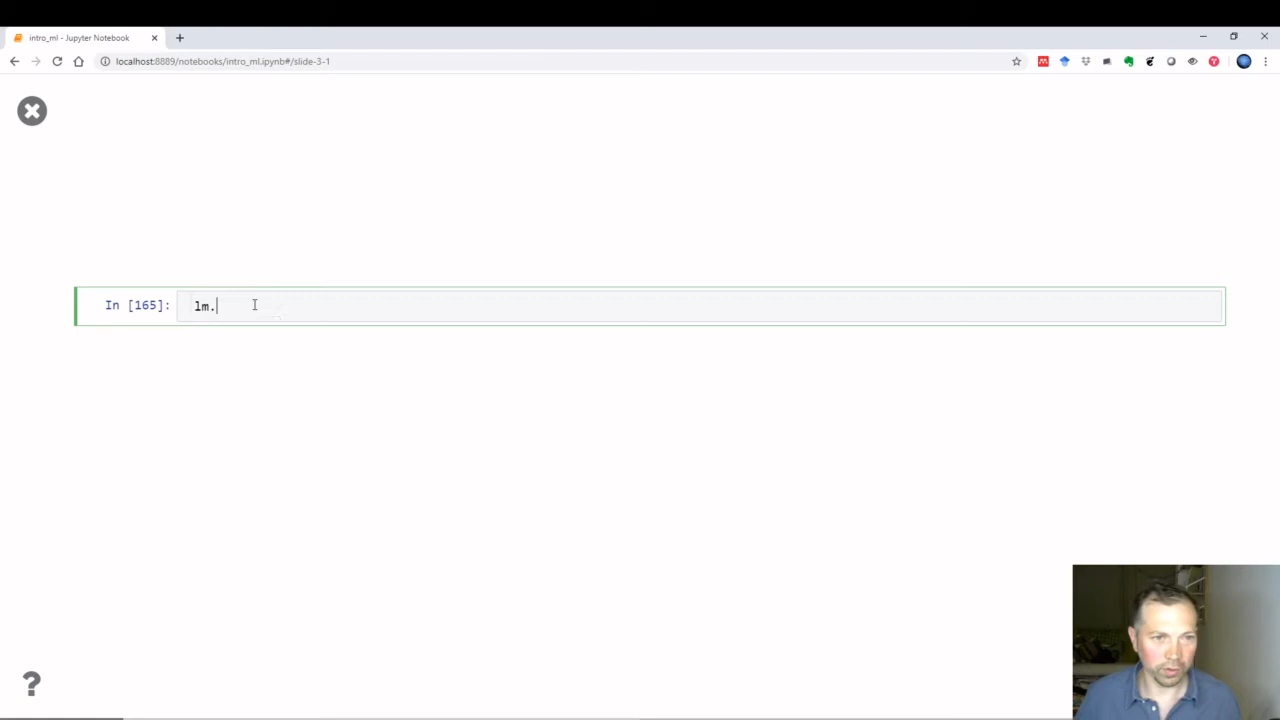 intro_ml - Jupyter Notebook
localhost:8889/notebooks/intro_ml.ipynb#/slide-3-1
In [165]: lm.
?